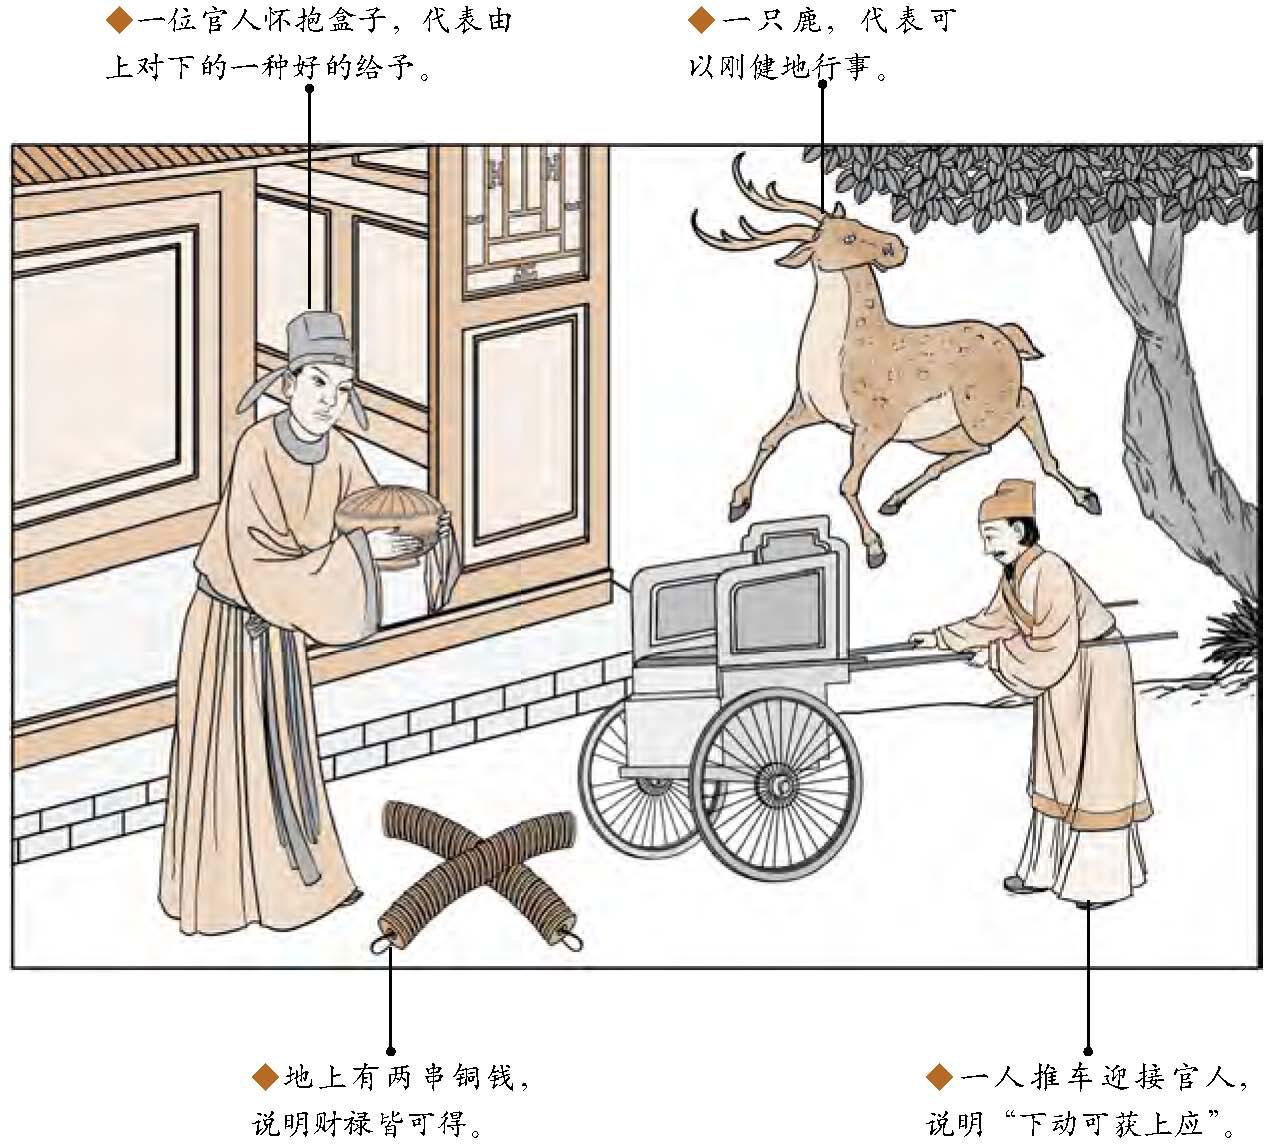 ◆一位官人怀抱盒子，代表由
上对下的一种好的给予。
◆一只鹿，代表可
以刚健地行事。
◆地上有两串铜钱，
说明财禄皆可得。
◆一人推车迎接官人，
说明“下动可获上应”。